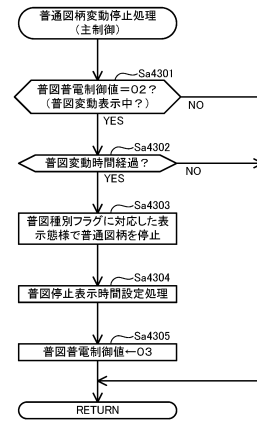 普通図柄変動停止処理
(主制御)
Sa4301
普図普電制御値=02?
(普図変動表示中?)
NO
YES
Sa4302
普図変動時間経過?
NO
YES
Sa4303
普図種別フラグに対応した表
示態様で普通図柄を停止
Sa4304
普図停止表示時間設定処理
Sa4305
普図普電制御値←03
RETURN